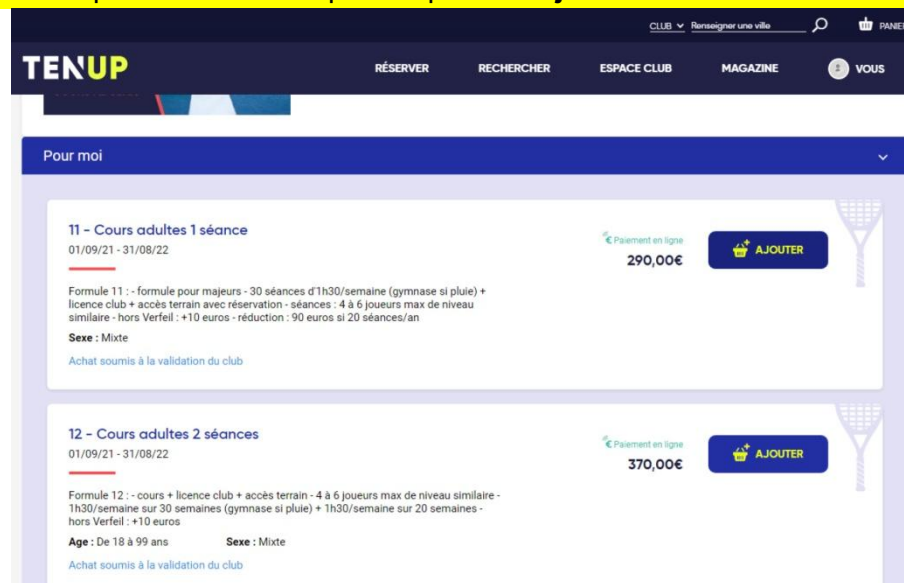 CLUB Renseigner une ville PANIER
TENUP RÉSERVER RECHERCHER ESPACE CLUB MAGAZINE VOUS
Pour moi
11 - Cours adultes 1 séance
01/09/21 - 31/08/22
€ Paiement en ligne
290,00€
AJOUTER
Formule 11 : - formule pour majeurs - 30 séances d'1h30/semaine (gymnase si pluie) +
licence club + accès terrain avec réservation - séances : 4 à 6 joueurs max de niveau
similaire - hors Verfeil : +10 euros - réduction : 90 euros si 20 séances/an
Sexe : Mixte
Achat soumis à la validation du club
12 - Cours adultes 2 séances
01/09/21 - 31/08/22
€ Paiement en ligne
370,00€
AJOUTER
Formule 12 : - cours + licence club + accès terrain - 4 à 6 joueurs max de niveau similaire -
1h30/semaine sur 30 semaines (gymnase si pluie) + 1h30/semaine sur 20 semaines -
hors Verfeil : +10 euros
Age : De 18 à 99 ans Sexe : Mixte
Achat soumis à la validation du club